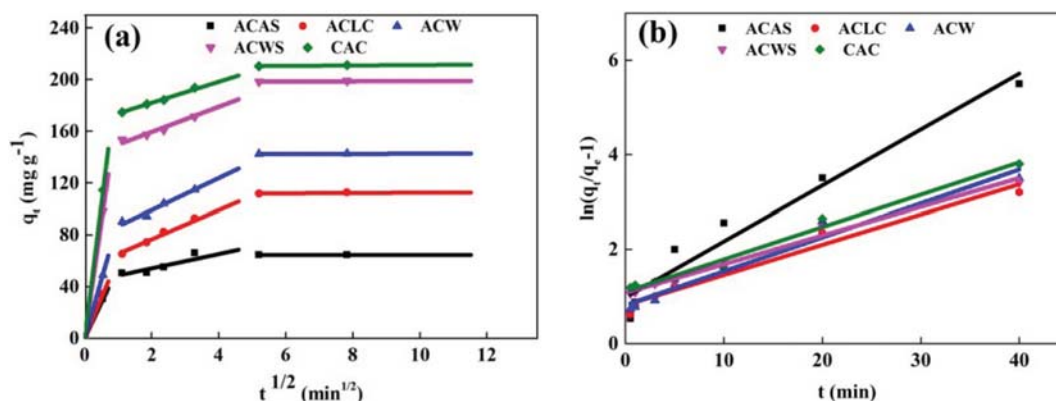 (a)
ACAS ACLC ACW
ACWS CAC
240
200
160
120
80
40
0
qt (mg g-1)
0 2 4 6 8 10 12
t 1/2 (min1/2)
(b)
ACAS ACLC ACW
ACWS CAC
6
4
2
0
ln(qt/qe-1)
0 10 20 30 40
t (min)